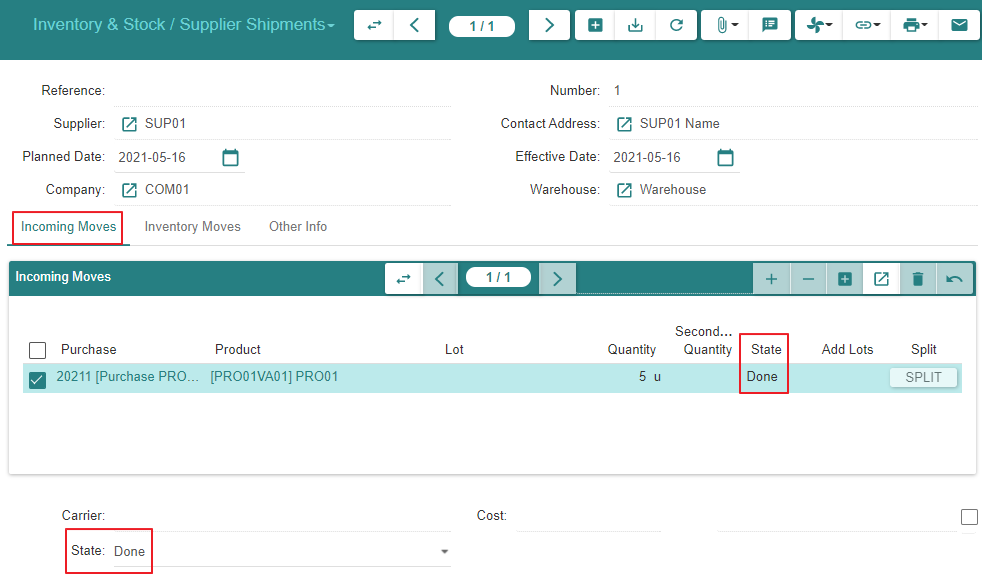 Inventory & Stock / Supplier Shipments
1 / 1
Reference:
Number: 1
Supplier: SUP01
Contact Address: SUP01 Name
Planned Date: 2021-05-16
Effective Date: 2021-05-16
Company: COM01
Warehouse: Warehouse
Incoming Moves Inventory Moves Other Info
Incoming Moves
1 / 1
Purchase Product Lot Quantity Second... Quantity State Add Lots Split
20211 [Purchase PRO... [PRO01VA01] PRO01 5 u Done SPLIT
Carrier:
Cost:
State: Done